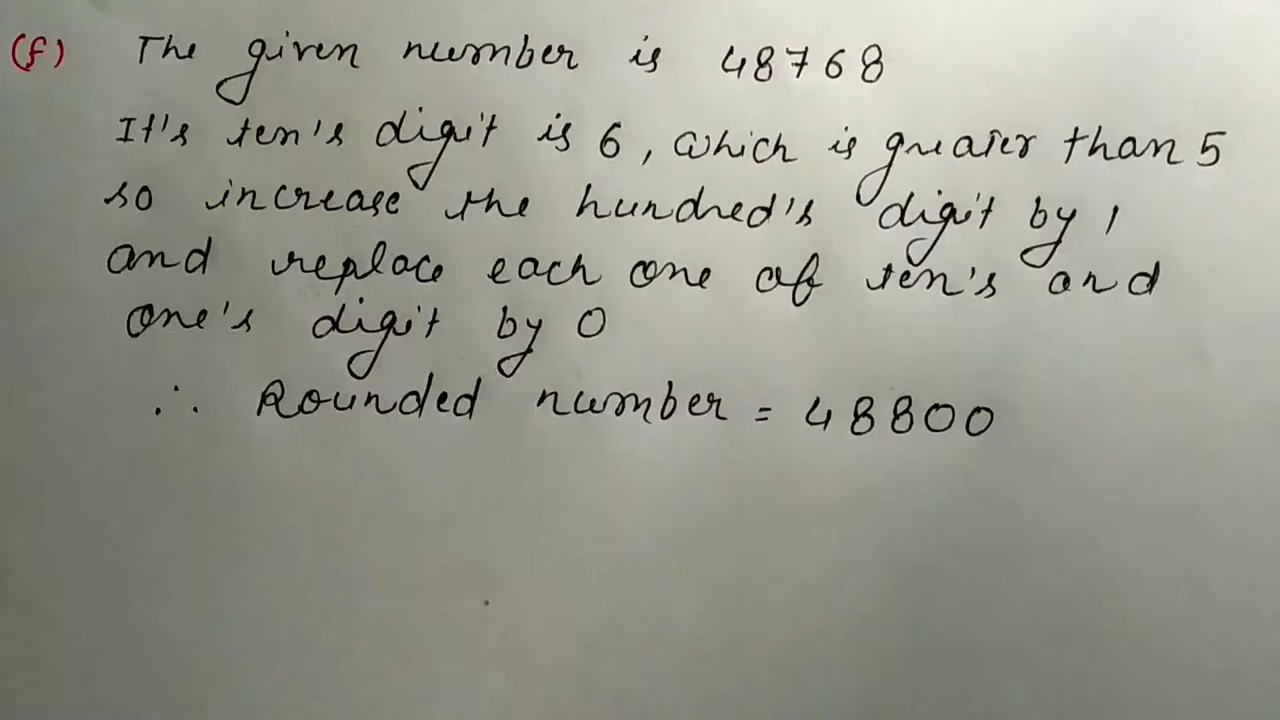 (f) The given number is 48768
It's ten's digit is 6, which is greater than 5
so increase the hundred's digit by 1
and replace each one of ten's and
one's digit by 0
∴ Rounded number = 48800